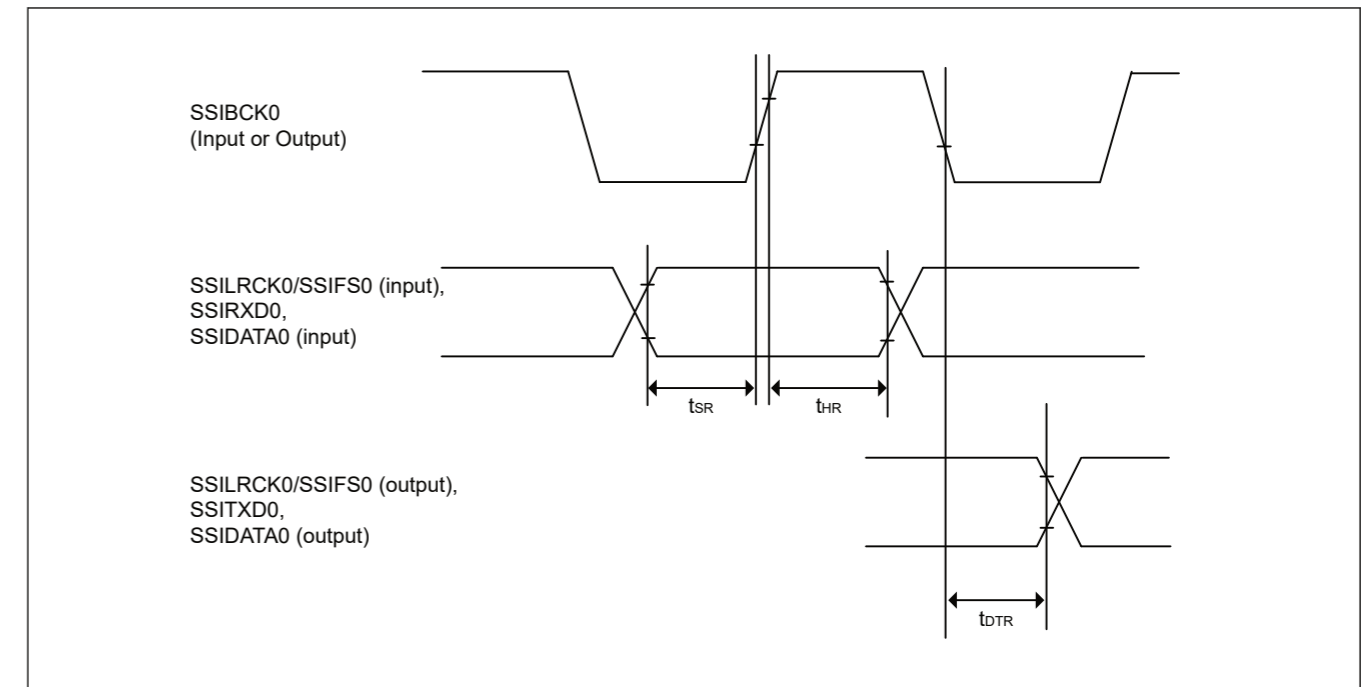 SSIBCK0
(Input or Output)
SSILRCK0/SSIFS0 (input),
SSIRXD0,
SSIDATA0 (input)
tSR
tHR
SSILRCK0/SSIFS0 (output),
SSITXD0,
SSIDATA0 (output)
tDTR